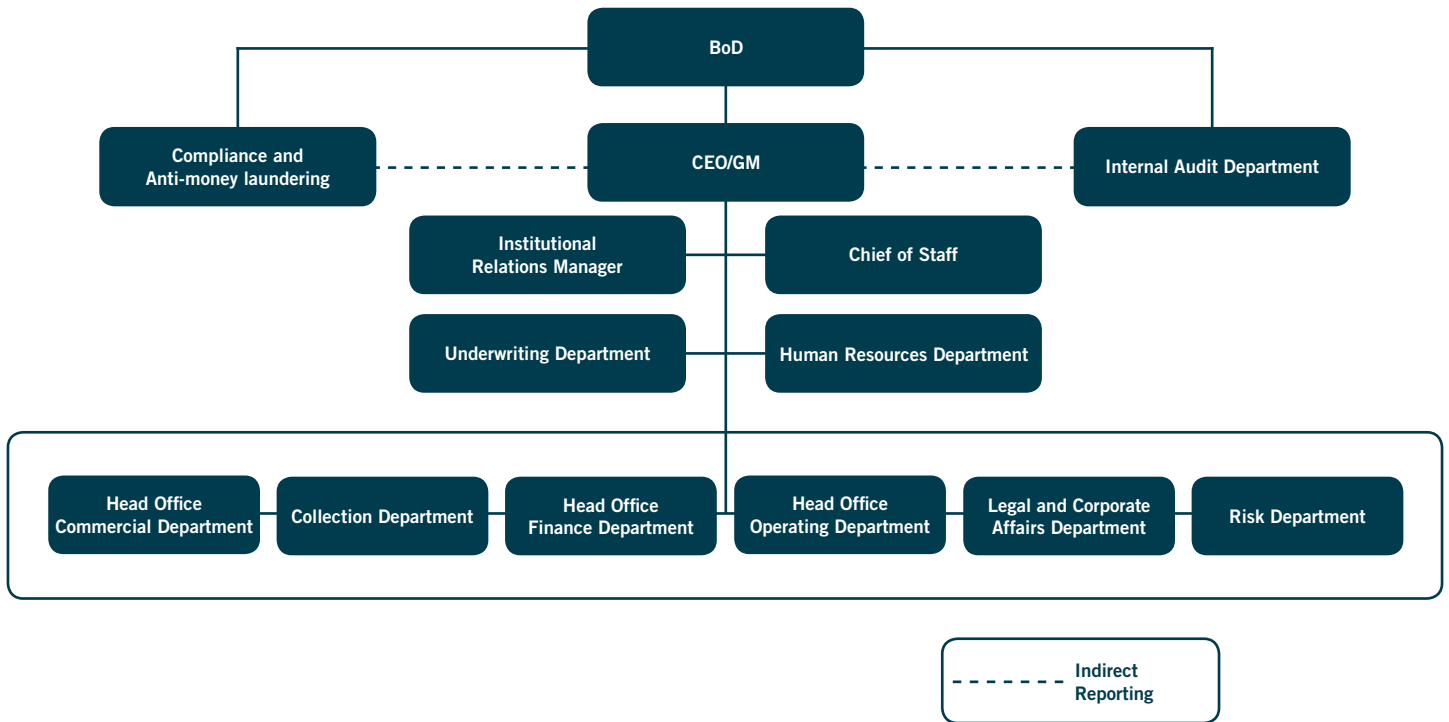 BoD
Compliance and
Anti-money laundering
CEO/GM
Internal Audit Department
Institutional
Relations Manager
Chief of Staff
Underwriting Department
Human Resources Department
Head Office
Commercial Department
Collection Department
Head Office
Finance Department
Head Office
Operating Department
Legal and Corporate
Affairs Department
Risk Department
Indirect
Reporting